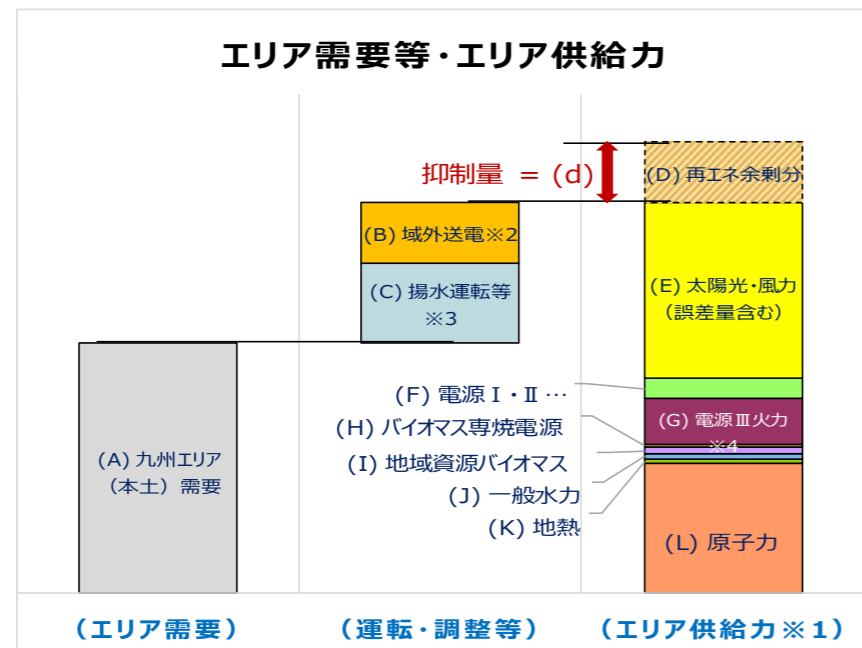 エリア需要等・エリア供給力
抑制量 = (d)
(D) 再エネ余剰分
(B) 域外送電※2
(C) 揚水運転等
※3
(E) 太陽光・風力
(誤差量含む)
(F) 電源Ⅰ・Ⅱ…
(G) 電源Ⅲ火力
※4
(H) バイオマス専焼電源
(I) 地域資源バイオマス
(J) 一般水力
(K) 地熱
(A) 九州エリア
(本土) 需要
(L) 原子力
(エリア需要)
(運転・調整等)
(エリア供給力※1)